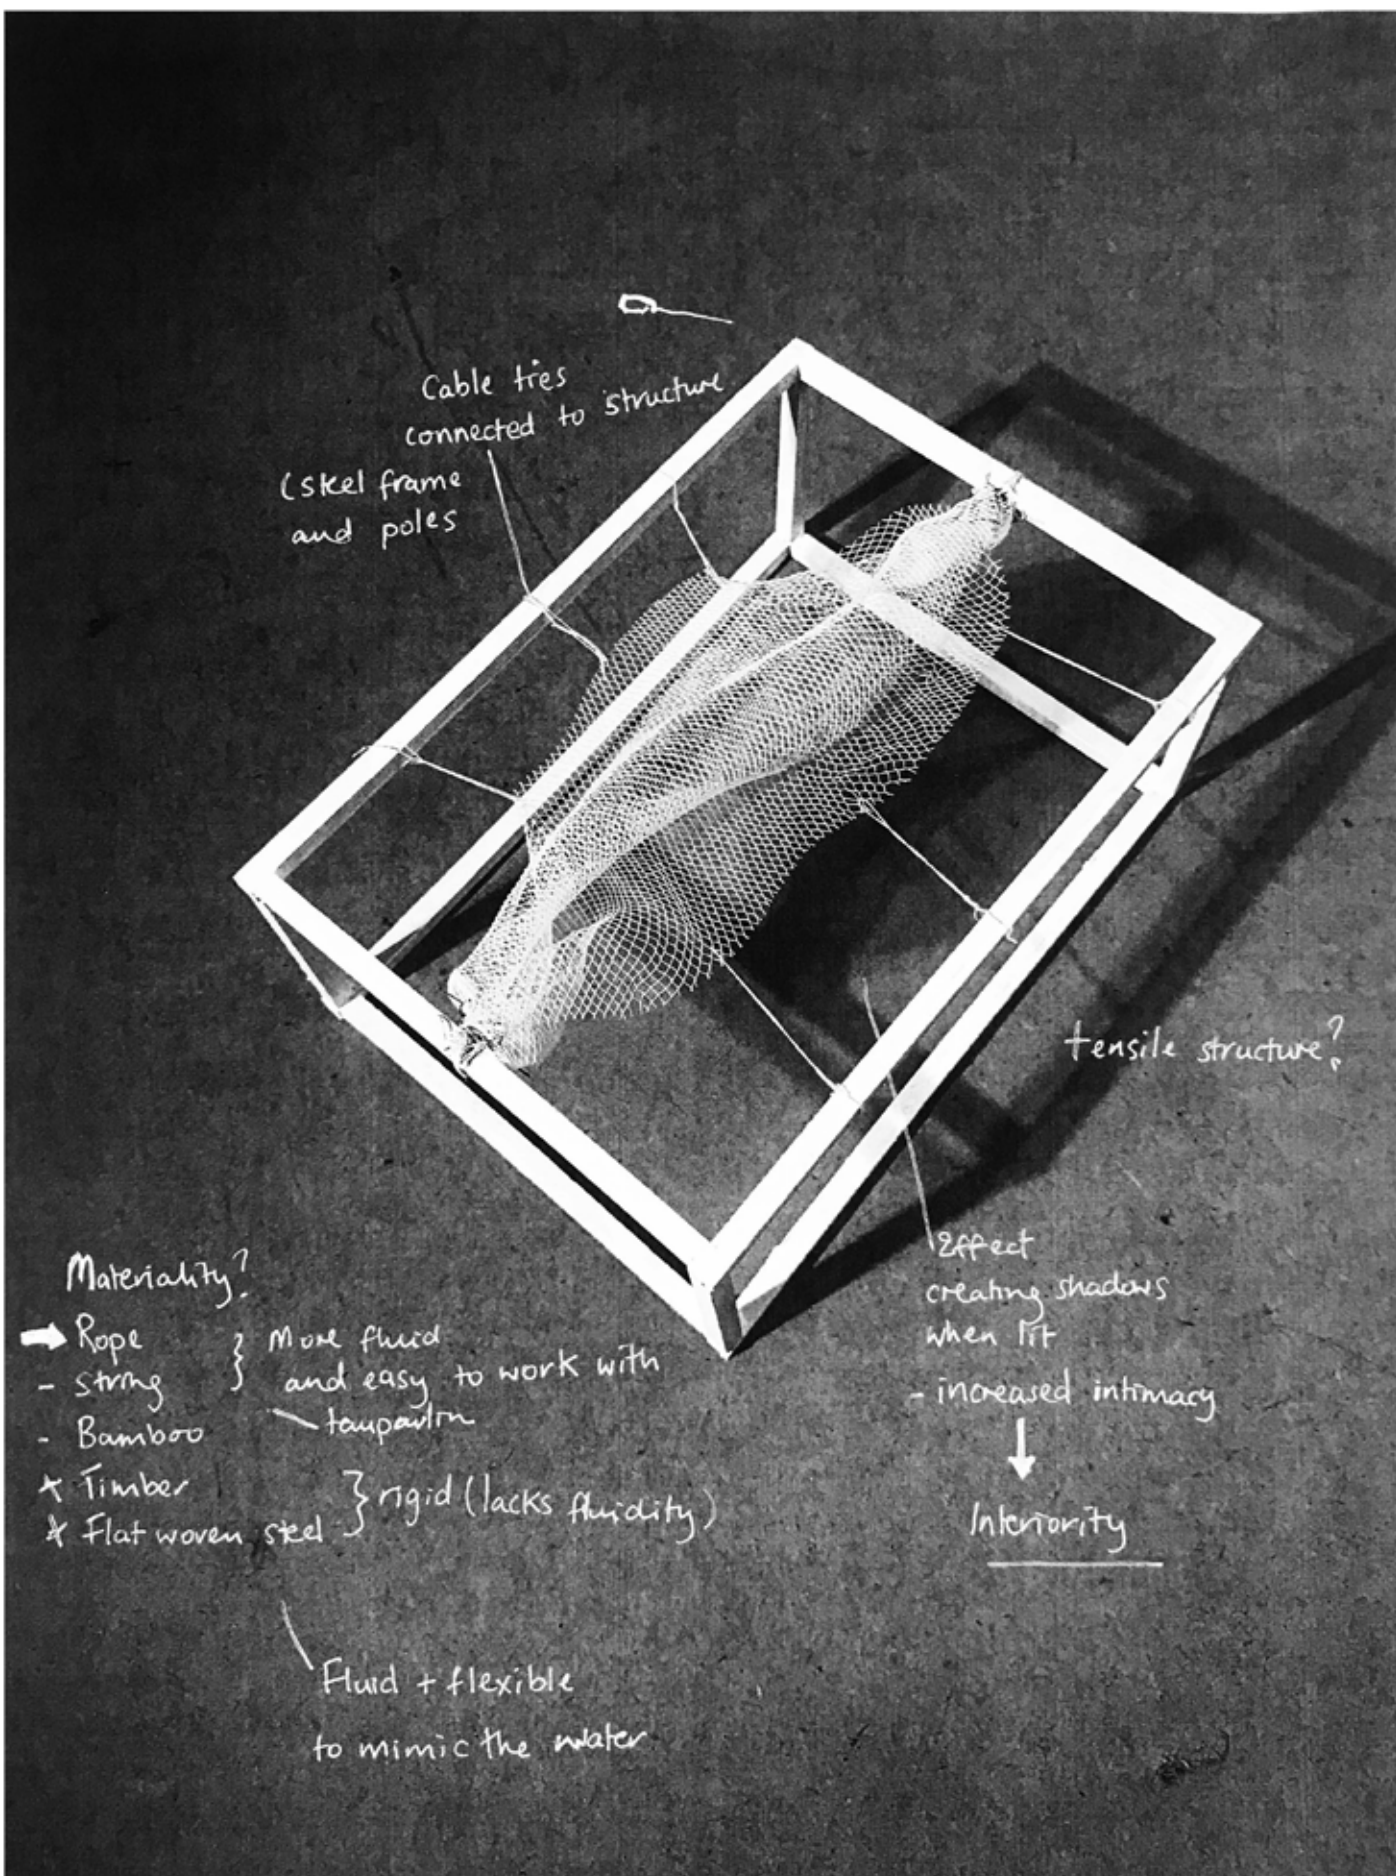 Cable ties
connected to structure
(steel frame
and poles
tensile structure?
Materiality?
Rope
- string
- Bamboo
x Timber
x Flat woven steel
} More fluid
and easy to work with
} rigid (lacks fluidity)
Fluid + flexible
to mimic the water
Effect
creating shadows
when lit
- increased intimacy
Interiority